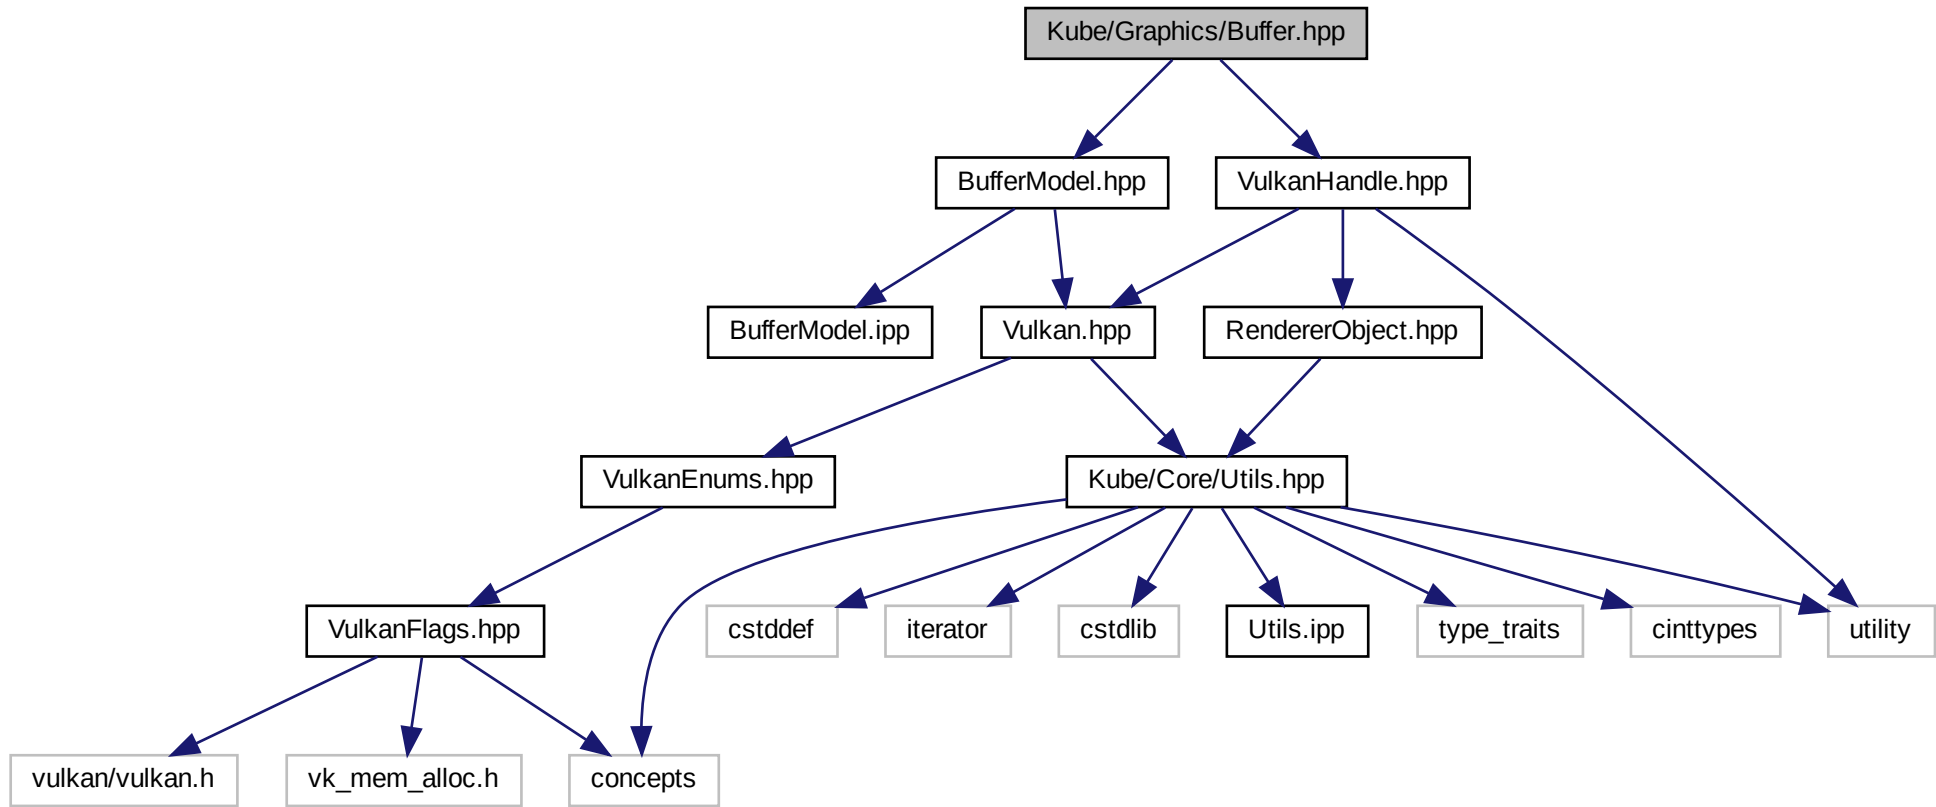 Kube/Graphics/Buffer.hpp
BufferModel.hpp
VulkanHandle.hpp
BufferModel.ipp
Vulkan.hpp
RendererObject.hpp
VulkanEnums.hpp
Kube/Core/Utils.hpp
VulkanFlags.hpp
cstddef
iterator
cstdlib
Utils.ipp
type_traits
cinttypes
utility
vulkan/vulkan.h
vk_mem_alloc.h
concepts